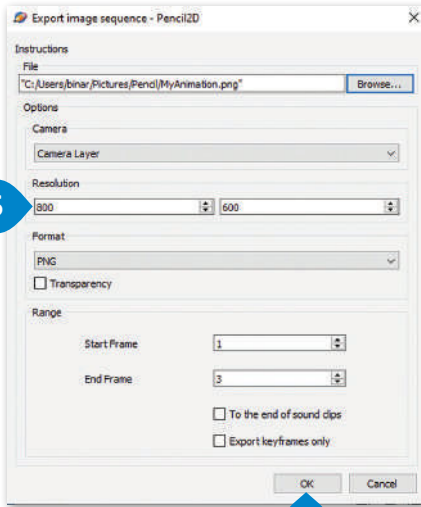 Export image sequence - Pencil2D
Instructions
File
"C:/Users/binar/Pictures/Pencil/MyAnimation.png" Browse...
Options
Camera
Camera Layer
Resolution
800 600
Format
PNG
Transparency
Range
Start Frame 1
End Frame 3
To the end of sound clips
Export keyframes only
OK Cancel